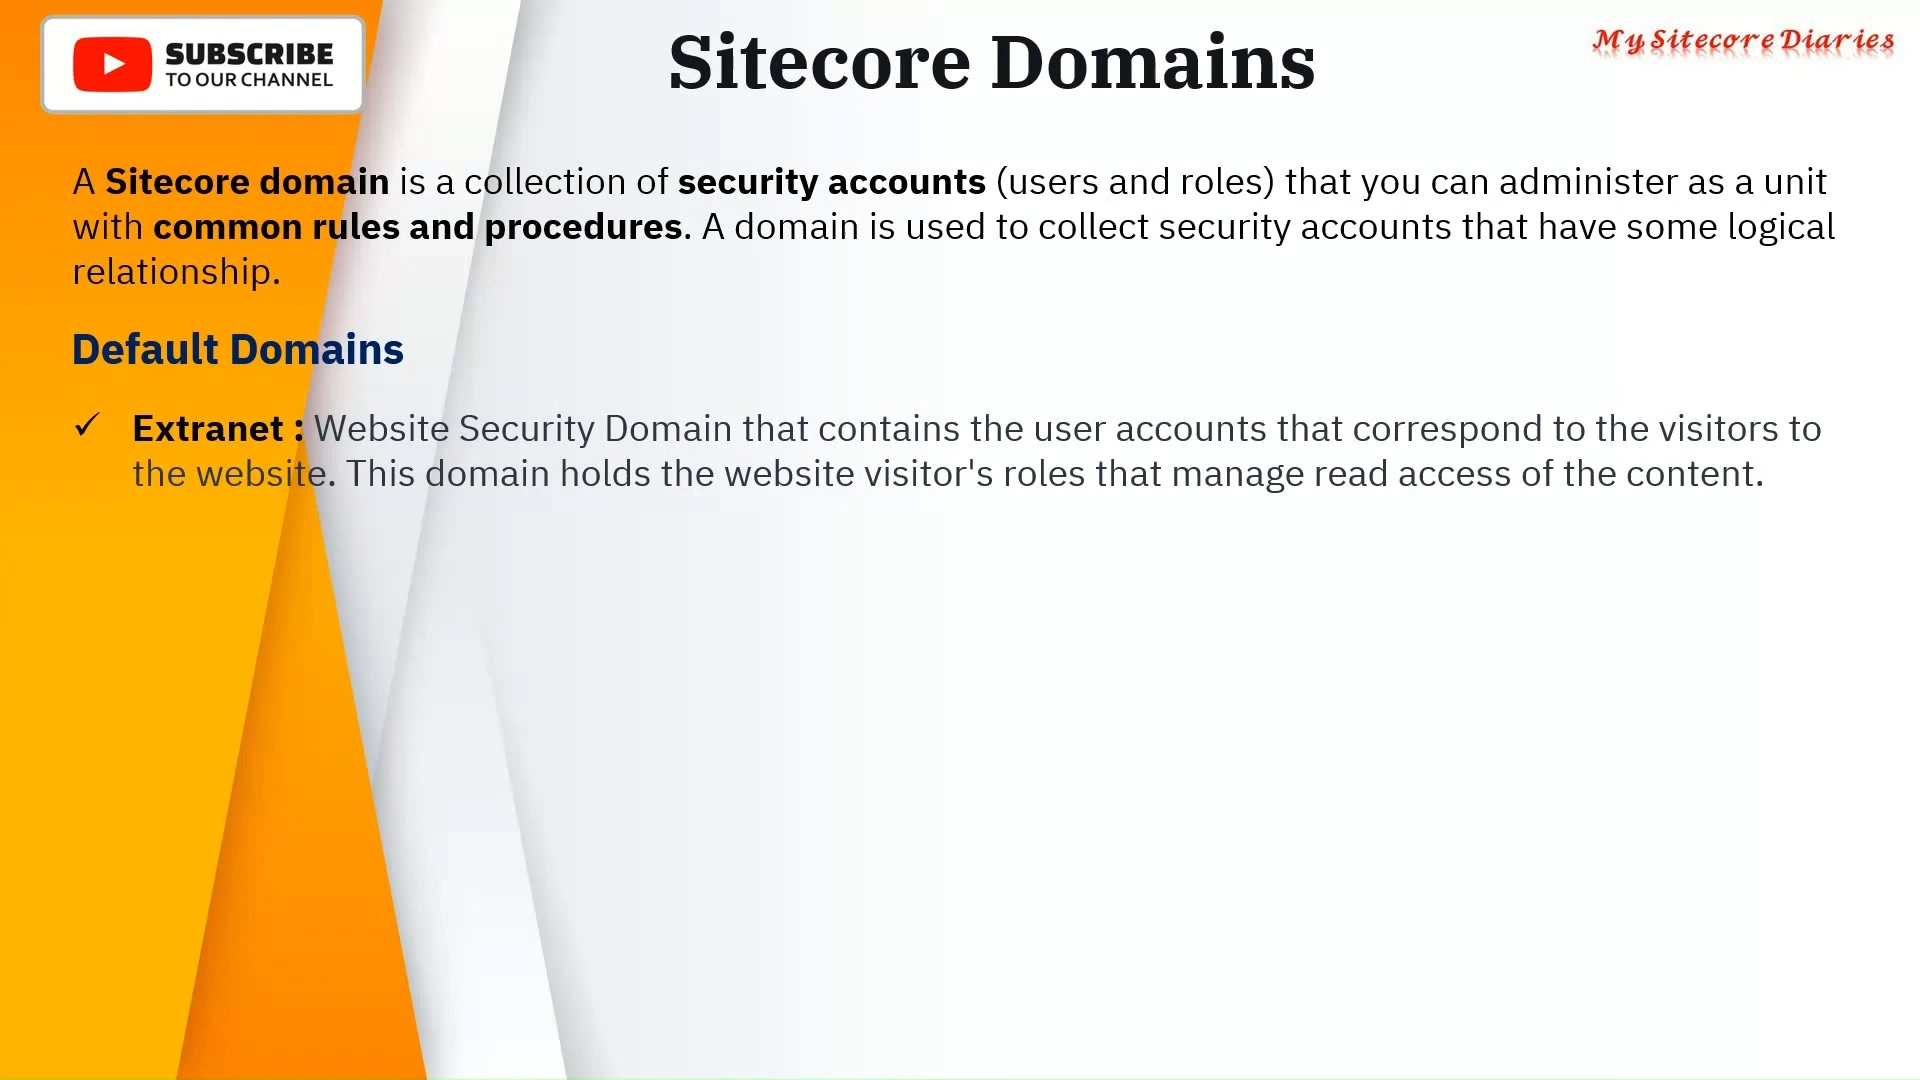 SUBSCRIBE
TO OUR CHANNEL
Sitecore Domains
My Sitecore Diaries
A Sitecore domain is a collection of security accounts (users and roles) that you can administer as a unit
with common rules and procedures. A domain is used to collect security accounts that have some logical
relationship.
Default Domains
✓ Extranet : Website Security Domain that contains the user accounts that correspond to the visitors to
the website. This domain holds the website visitor's roles that manage read access of the content.